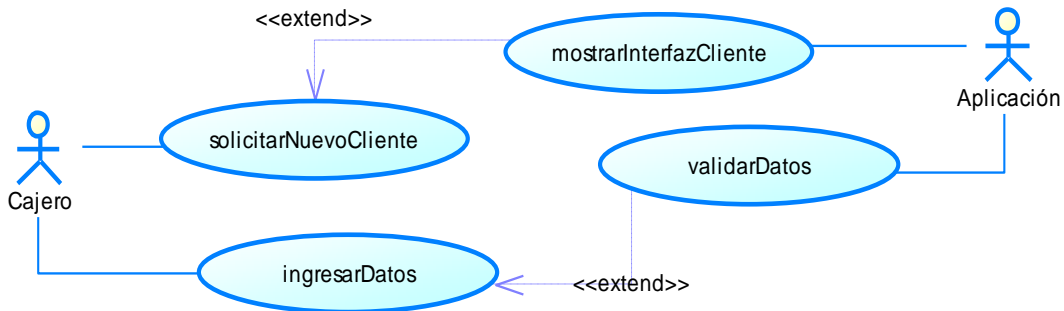 <<extend>>
mostrarInterfazCliente
Aplicación
solicitarNuevoCliente
validarDatos
Cajero
ingresarDatos
<<extend>>